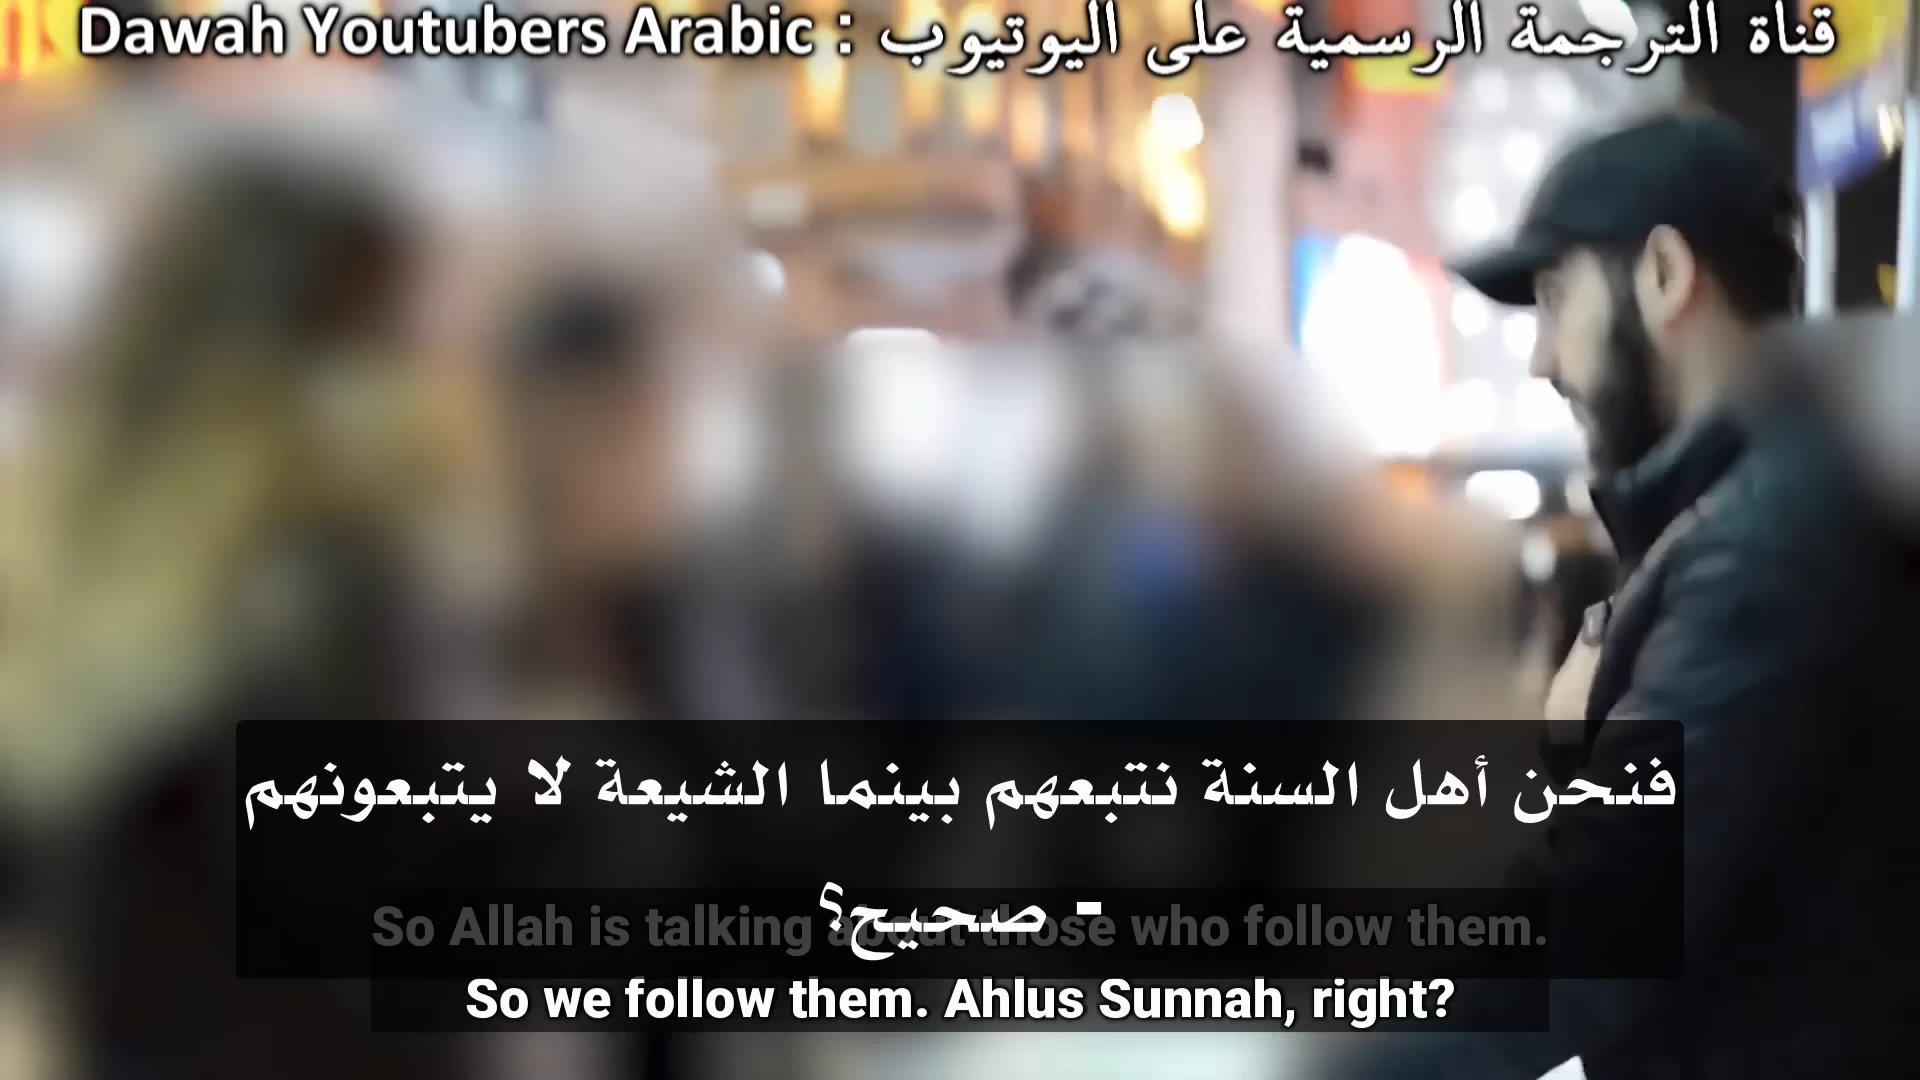 Dawah Youtubers Arabic : قناة الترجمة الرسمية على اليوتيوب
فنحن أهل السنة نتبعهم بينما الشيعة لا يتبعونهم
- صحيح؟
So Allah is talking about those who follow them.
So we follow them. Ahlus Sunnah, right?